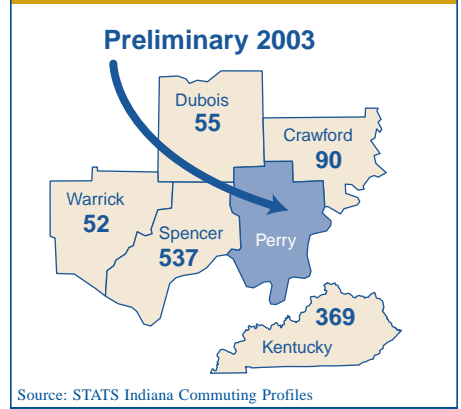 Preliminary 2003
Dubois
55
Crawford
90
Warrick
52
Spencer
537
Perry
369
Kentucky
Source: STATS Indiana Commuting Profiles